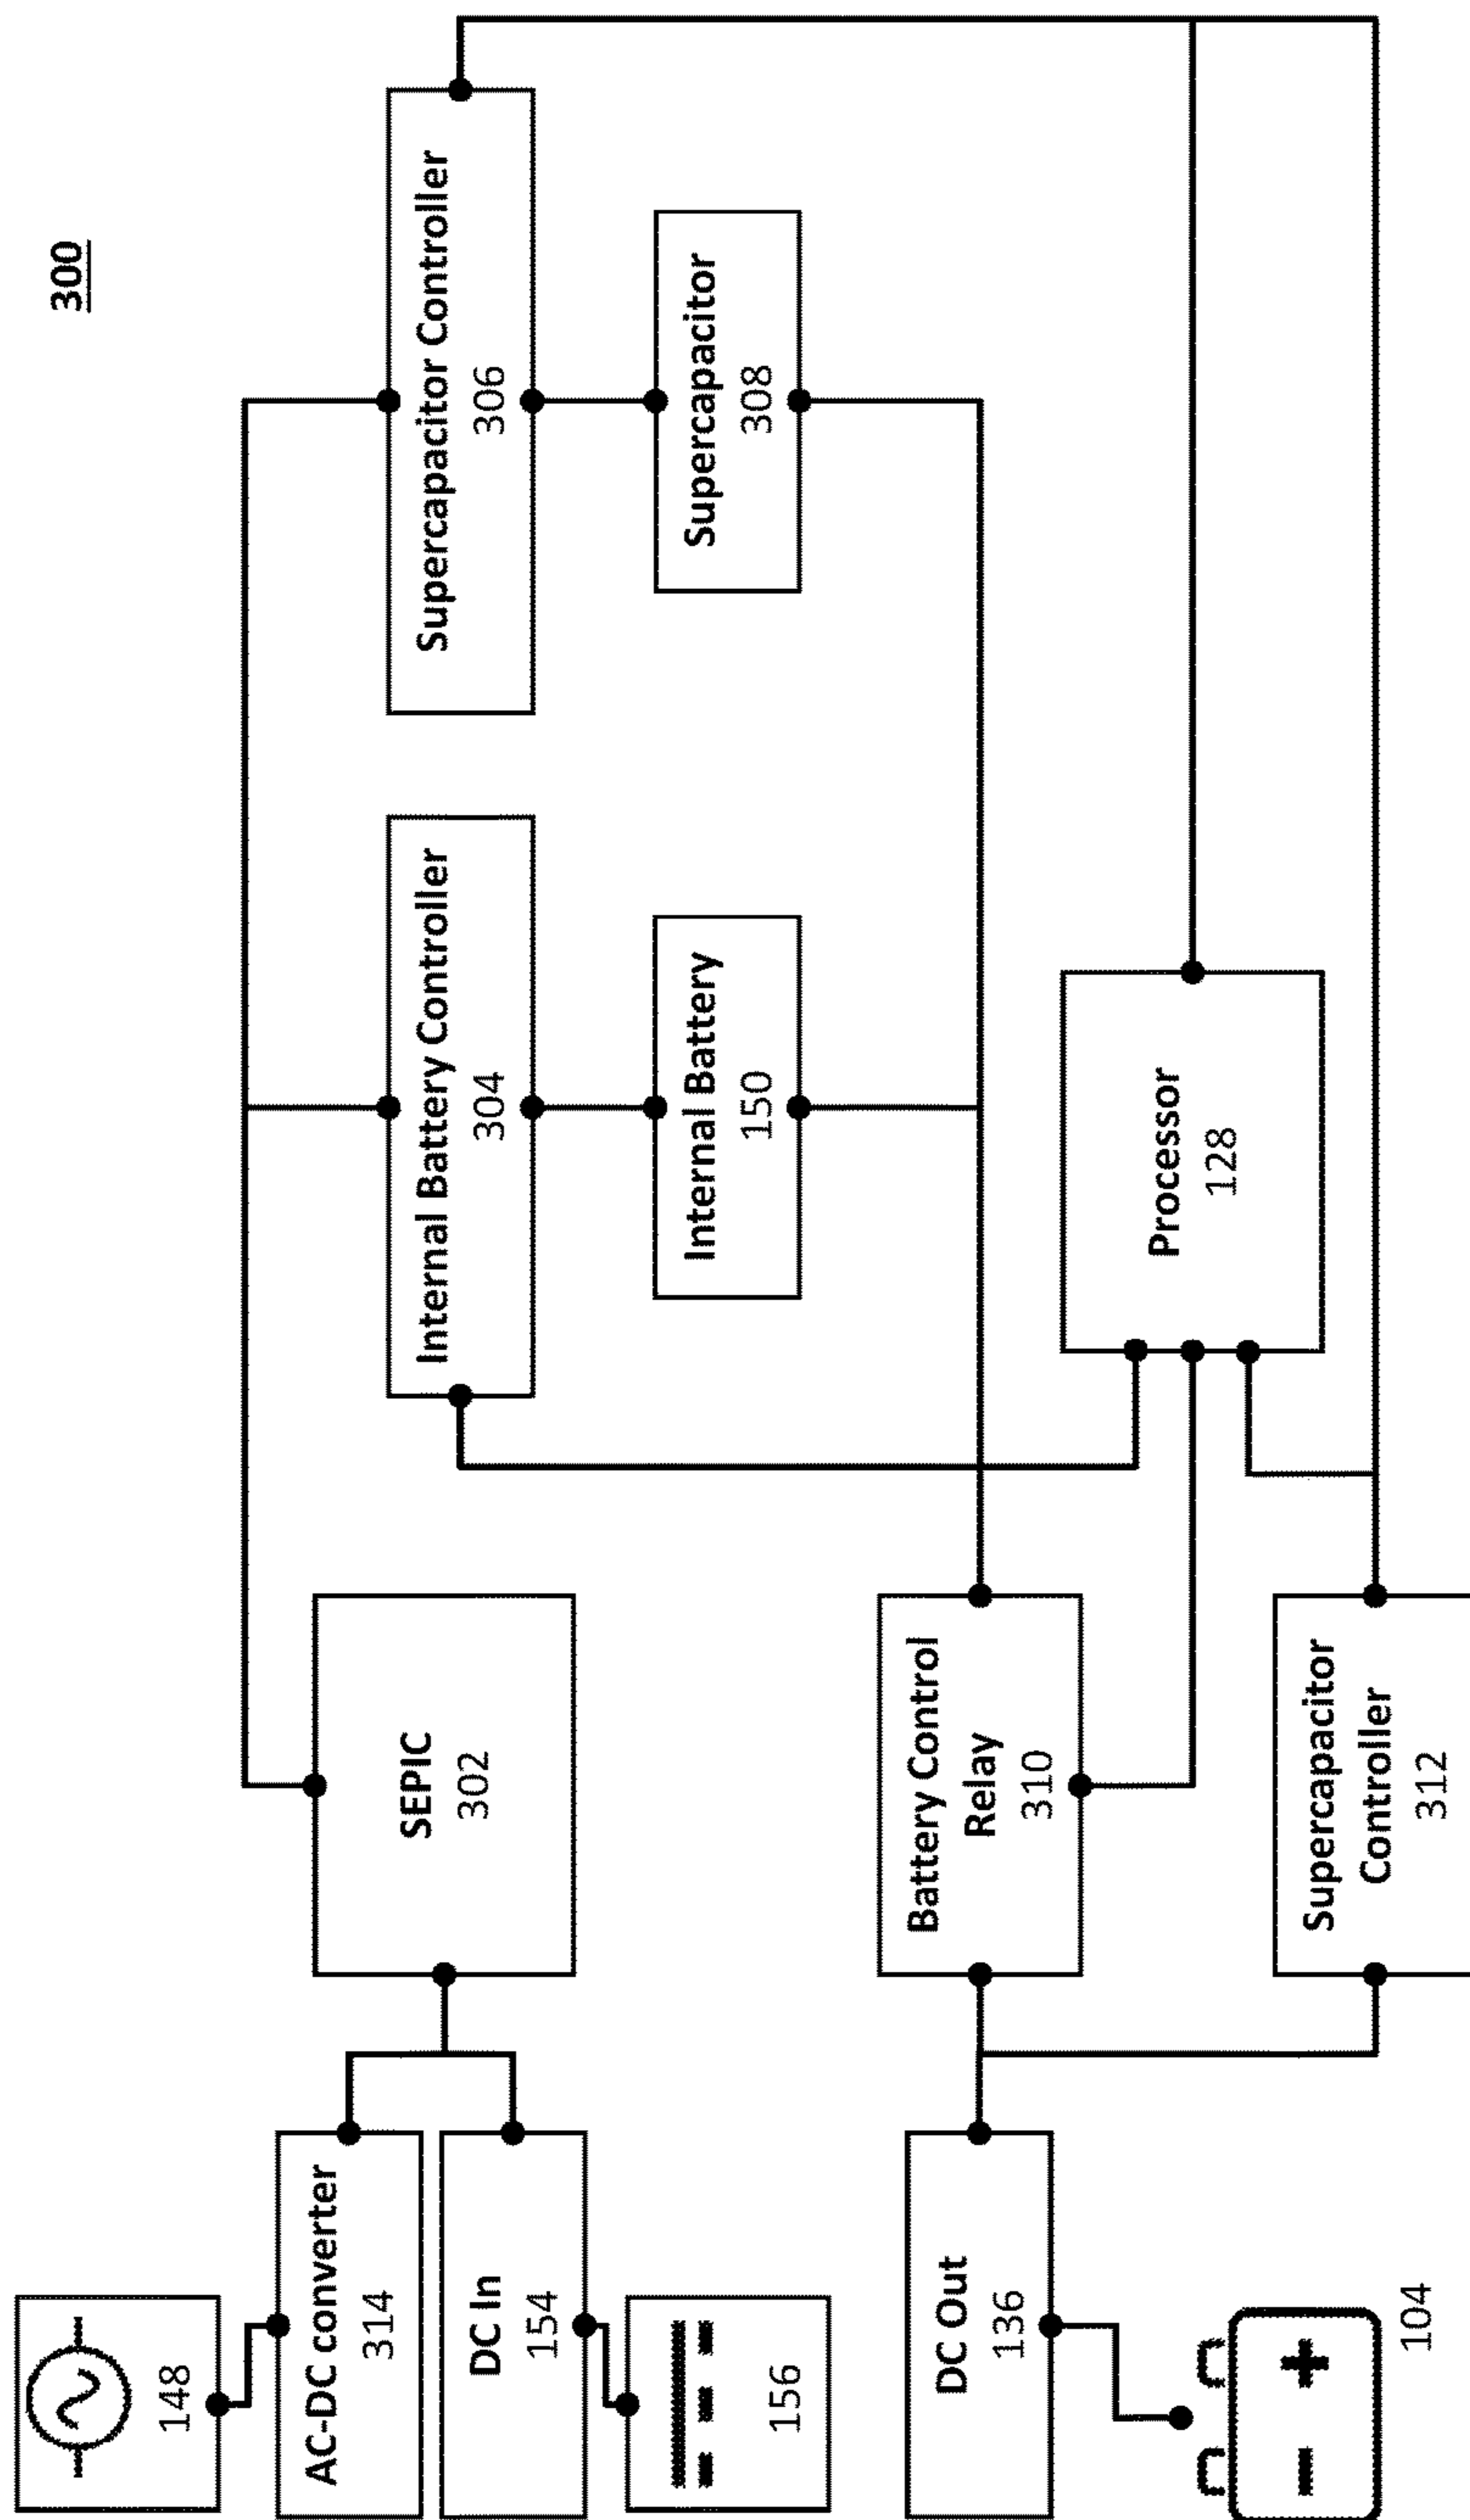 300
148
AC-DC converter
314
DC In
154
156
SEPIC
302
Internal Battery Controller
304
Internal Battery
150
Supercapacitor Controller
306
Supercapacitor
308
DC Out
136
104
Battery Control
Relay
310
Supercapacitor
Controller
312
Processor
128